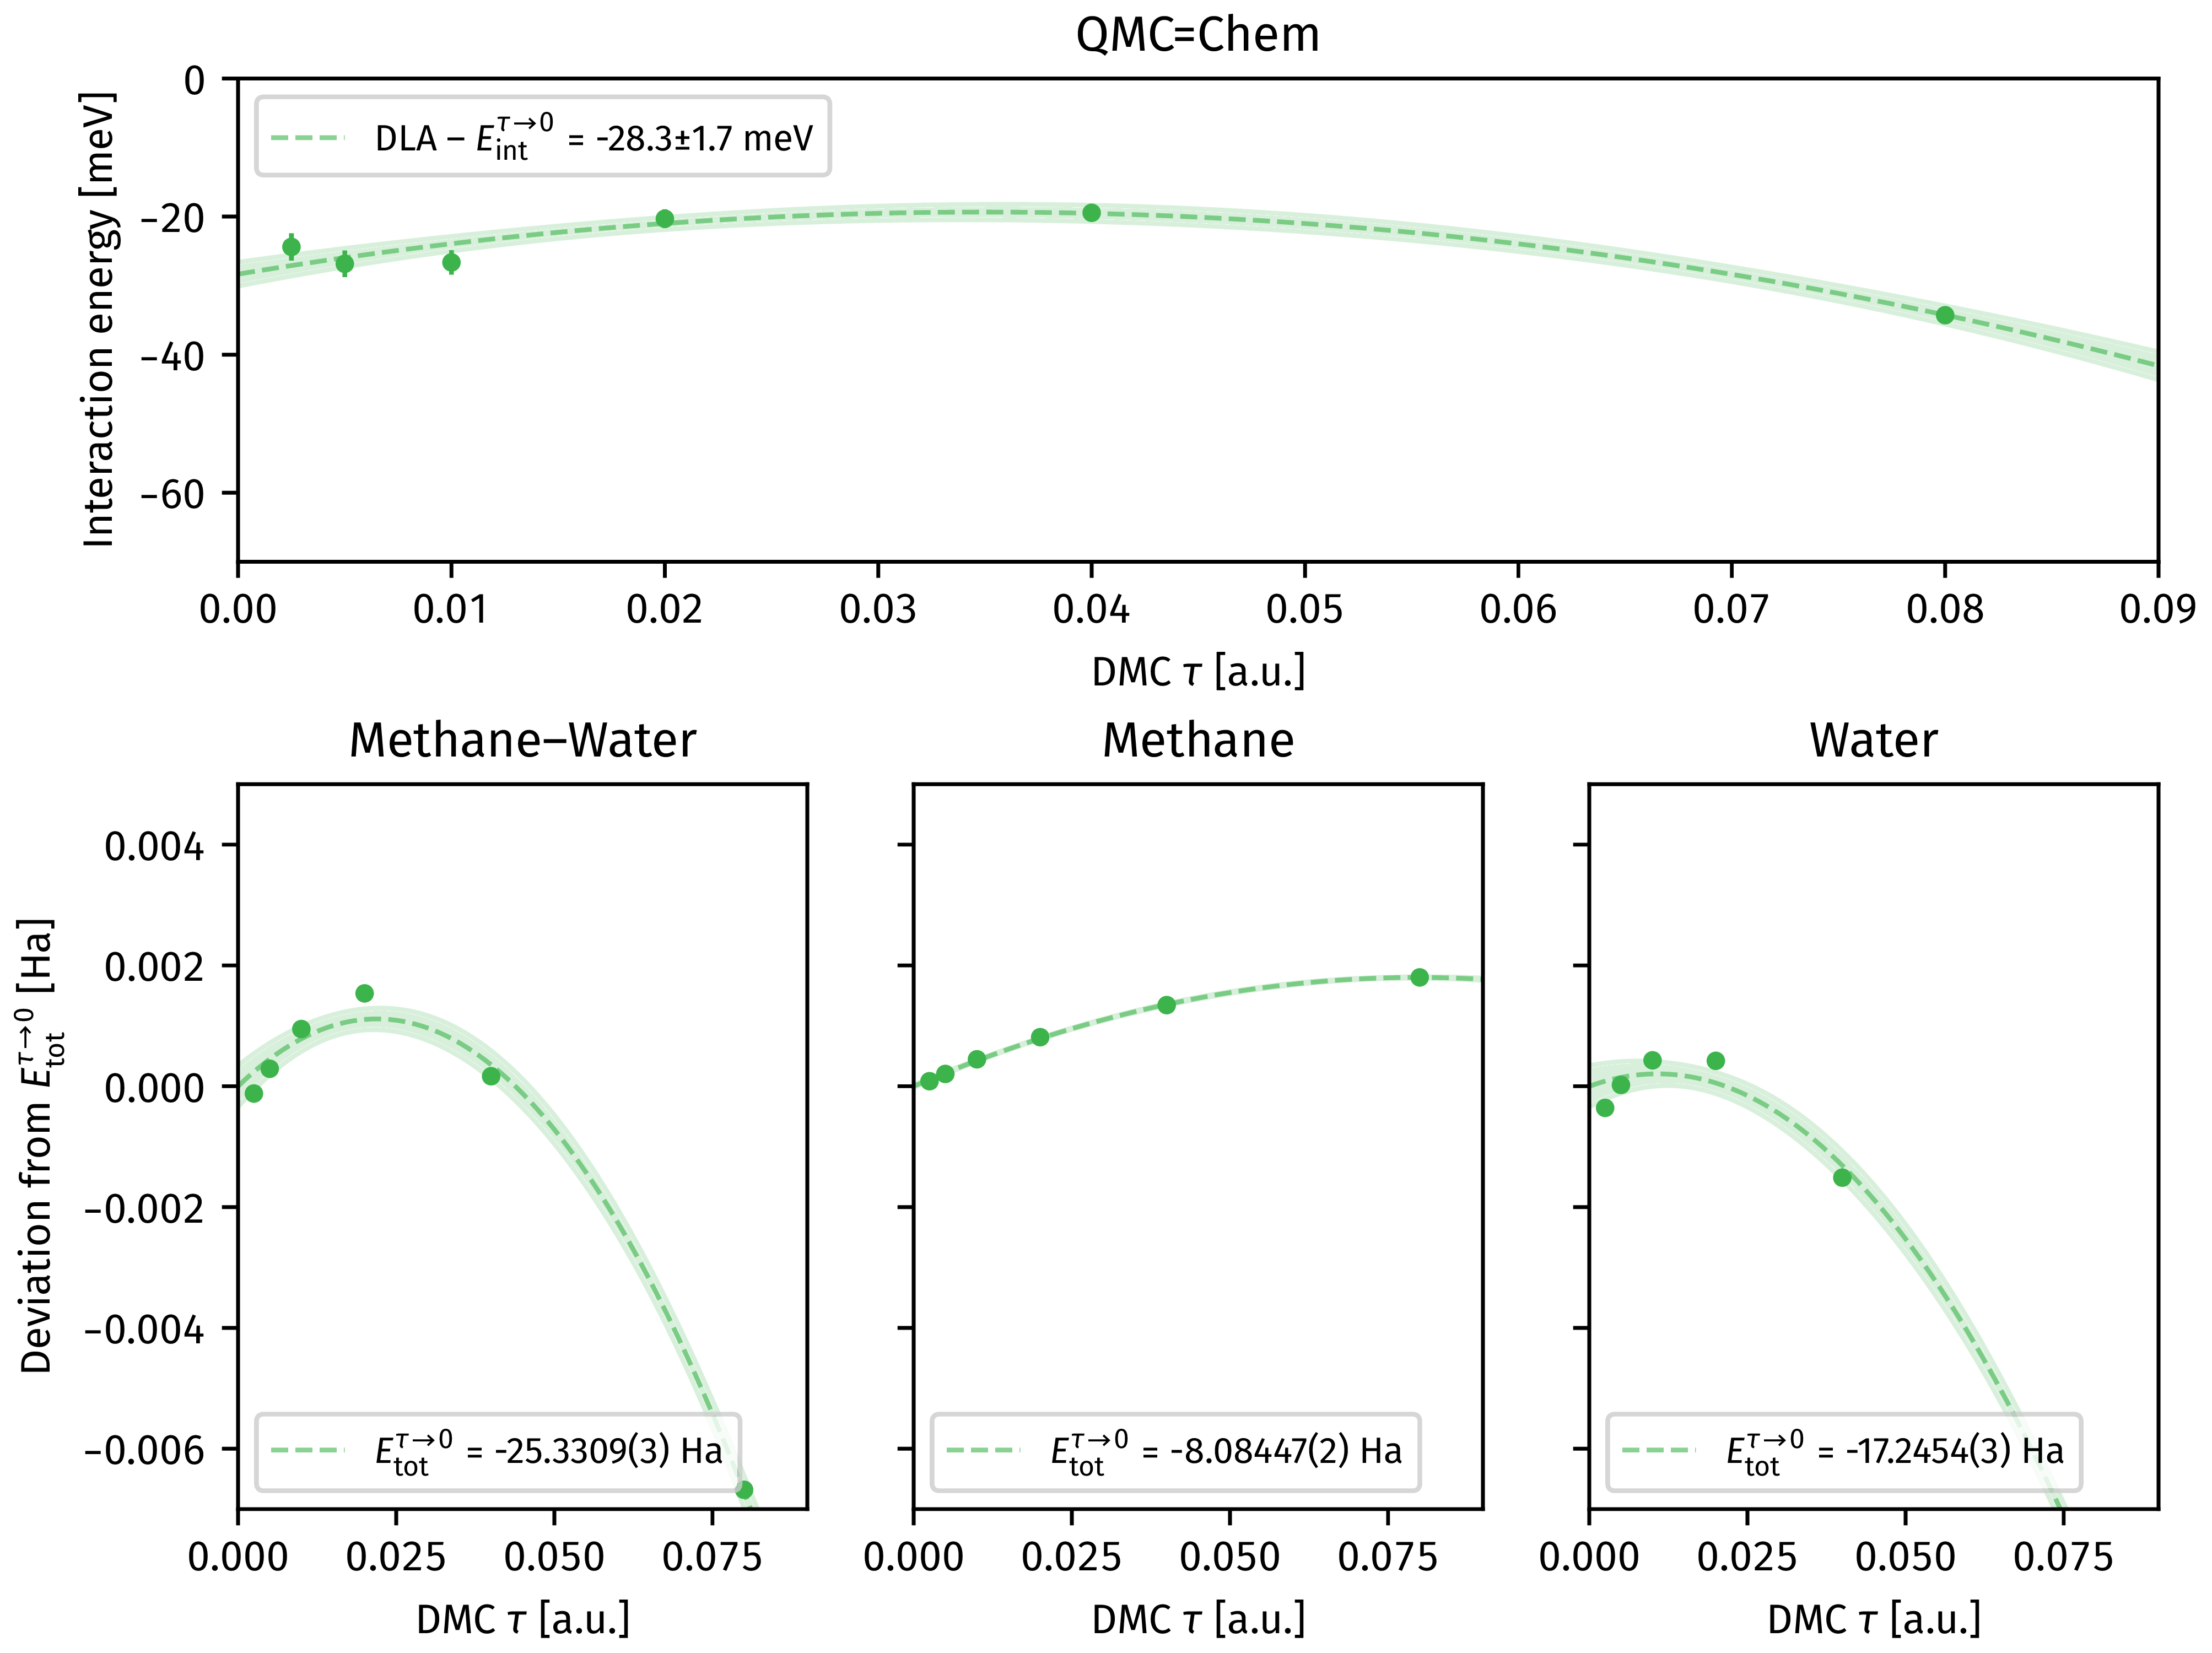 QMC=Chem
Interaction energy [meV]
0
−20
−40
−60
DLA − E_int^{τ→0} = -28.3±1.7 meV
0.00 0.01 0.02 0.03 0.04 0.05 0.06 0.07 0.08 0.09
DMC τ [a.u.]
Methane−Water Methane Water
Deviation from E_tot^{τ→0} [Ha]
0.004
0.002
0.000
−0.002
−0.004
−0.006
E_tot^{τ→0} = -25.3309(3) Ha
E_tot^{τ→0} = -8.08447(2) Ha
E_tot^{τ→0} = -17.2454(3) Ha
0.000 0.025 0.050 0.075
0.000 0.025 0.050 0.075
0.000 0.025 0.050 0.075
DMC τ [a.u.]
DMC τ [a.u.]
DMC τ [a.u.]